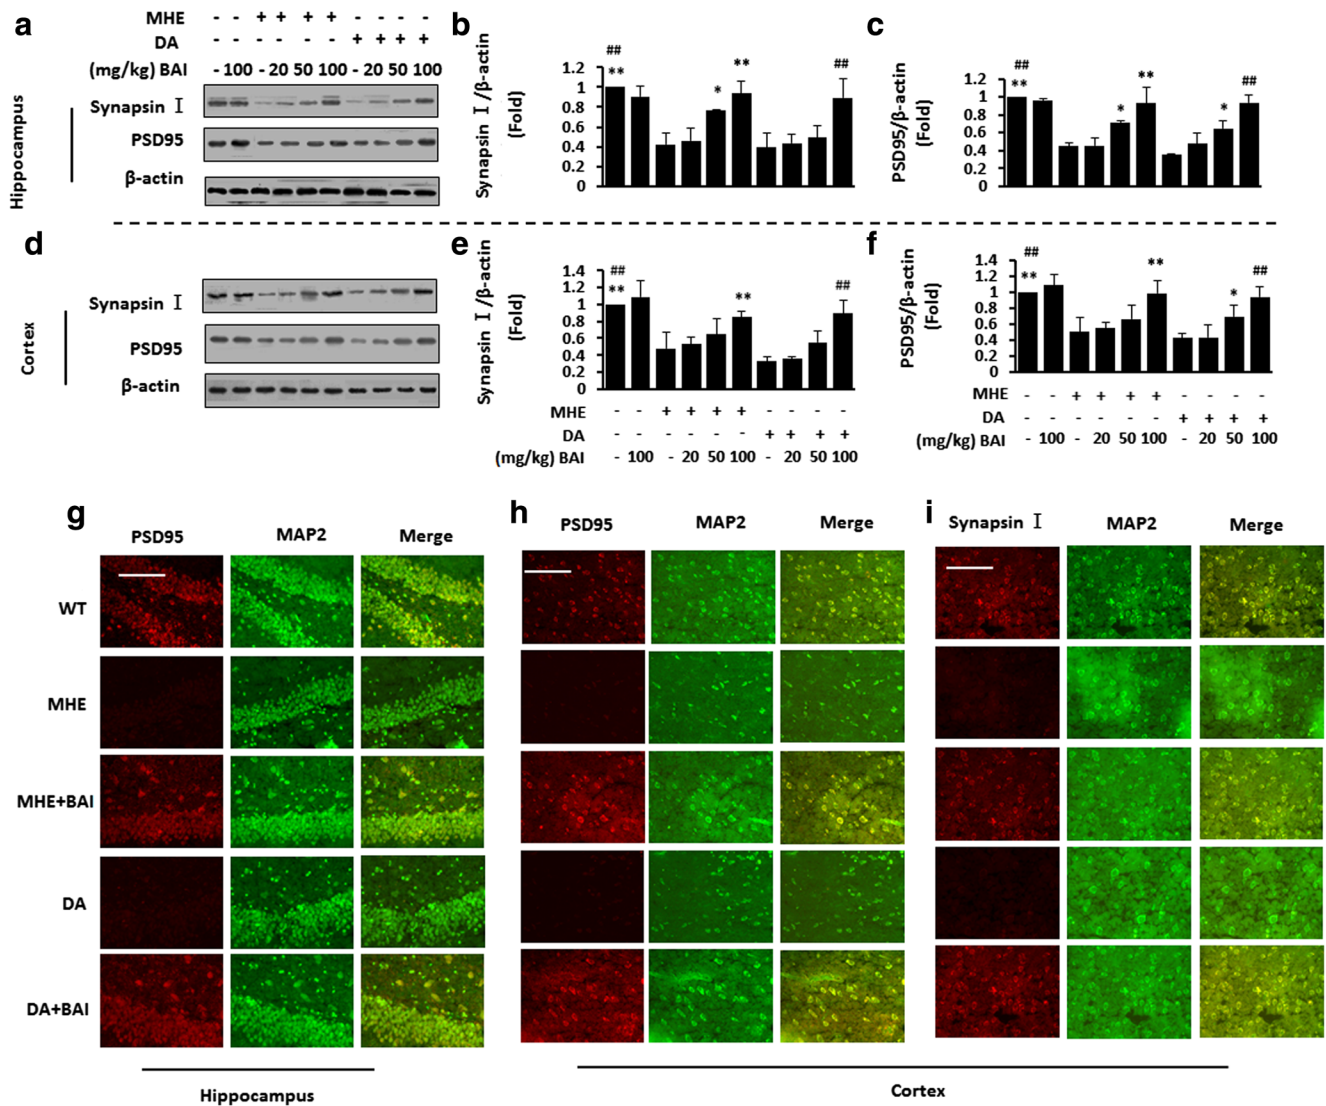 a
MHE - - + + + + - - - -
DA - - - - - - + + + +
(mg/kg) BAI - 100 - 20 50 100 - 20 50 100
Hippocampus
Synapsin Ⅰ
PSD95
β-actin
b
Synapsin Ⅰ/β-actin
(Fold)
1.2
1
0.8
0.6
0.4
0.2
0
##
**
*
**
##
c
PSD95/β-actin
(Fold)
1.2
1
0.8
0.6
0.4
0.2
0
##
**
*
**
*
##
d
Cortex
Synapsin Ⅰ
PSD95
β-actin
e
Synapsin Ⅰ/β-actin
(Fold)
1.4
1.2
1
0.8
0.6
0.4
0.2
0
##
**
**
##
MHE - - + + + + - - - -
DA - - - - - - + + + +
(mg/kg) BAI - 100 - 20 50 100 - 20 50 100
f
PSD95/β-actin
(Fold)
1.4
1.2
1
0.8
0.6
0.4
0.2
0
##
**
**
*
##
MHE - - + + + + - - - -
DA - - - - - - + + + +
(mg/kg) BAI - 100 - 20 50 100 - 20 50 100
g
PSD95 MAP2 Merge
WT
MHE
MHE+BAI
DA
DA+BAI
Hippocampus
h
PSD95 MAP2 Merge
i
Synapsin Ⅰ MAP2 Merge
Cortex